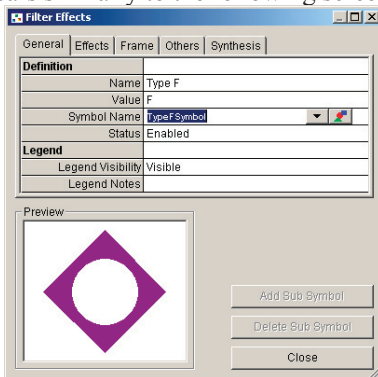 Filter Effects
General Effects Frame Others Synthesis
Definition
Name Type F
Value F
Symbol Name TypeFSymbol
Status Enabled
Legend
Legend Visibility Visible
Legend Notes
Preview
Add Sub Symbol
Delete Sub Symbol
Close